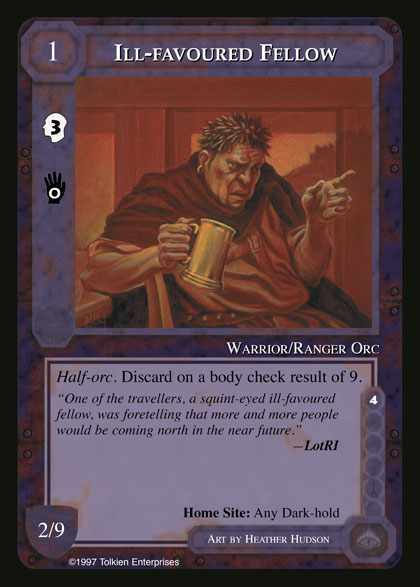 1
ILL-FAVOURED FELLOW
3
0
WARRIOR/RANGER ORC
Half-orc. Discard on a body check result of 9.
4
“One of the travellers, a squint-eyed ill-favoured
fellow, was foretelling that more and more people
would be coming north in the near future.”
—LotRI
Home Site: Any Dark-hold
2/9
ART BY HEATHER HUDSON
©1997 Tolkien Enterprises